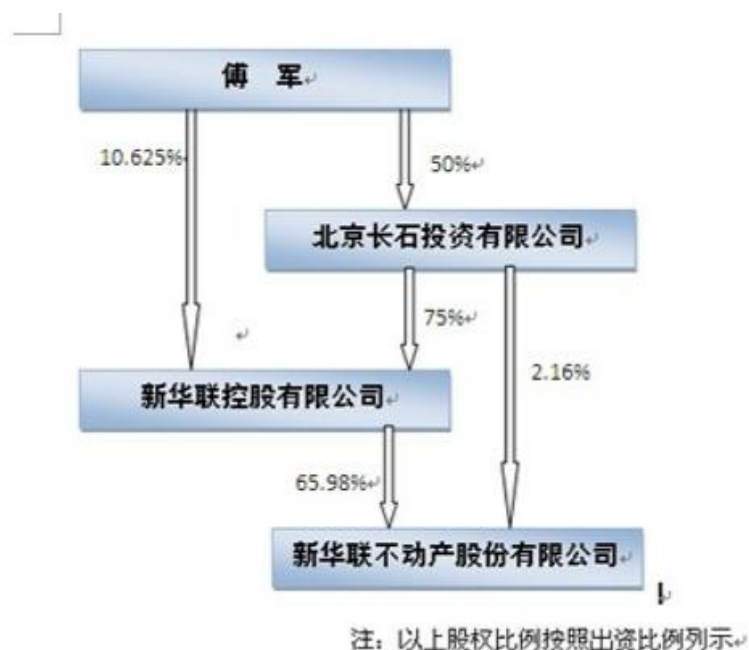 傅 军
10.625%
50%
北京长石投资有限公司
75%
2.16%
新华联控股有限公司
65.98%
新华联不动产股份有限公司
注：以上股权比例按照出资比例列示